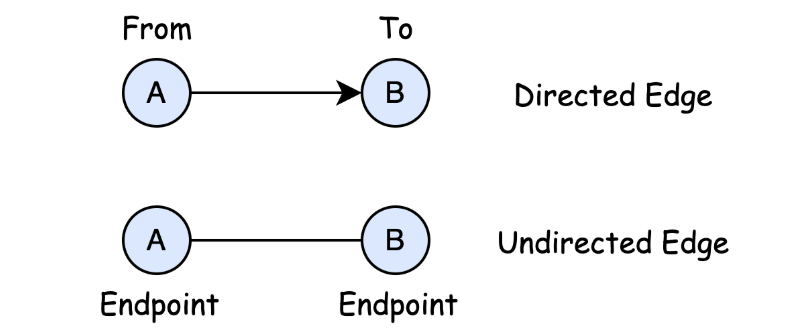 From To
A B Directed Edge
A B Undirected Edge
Endpoint Endpoint